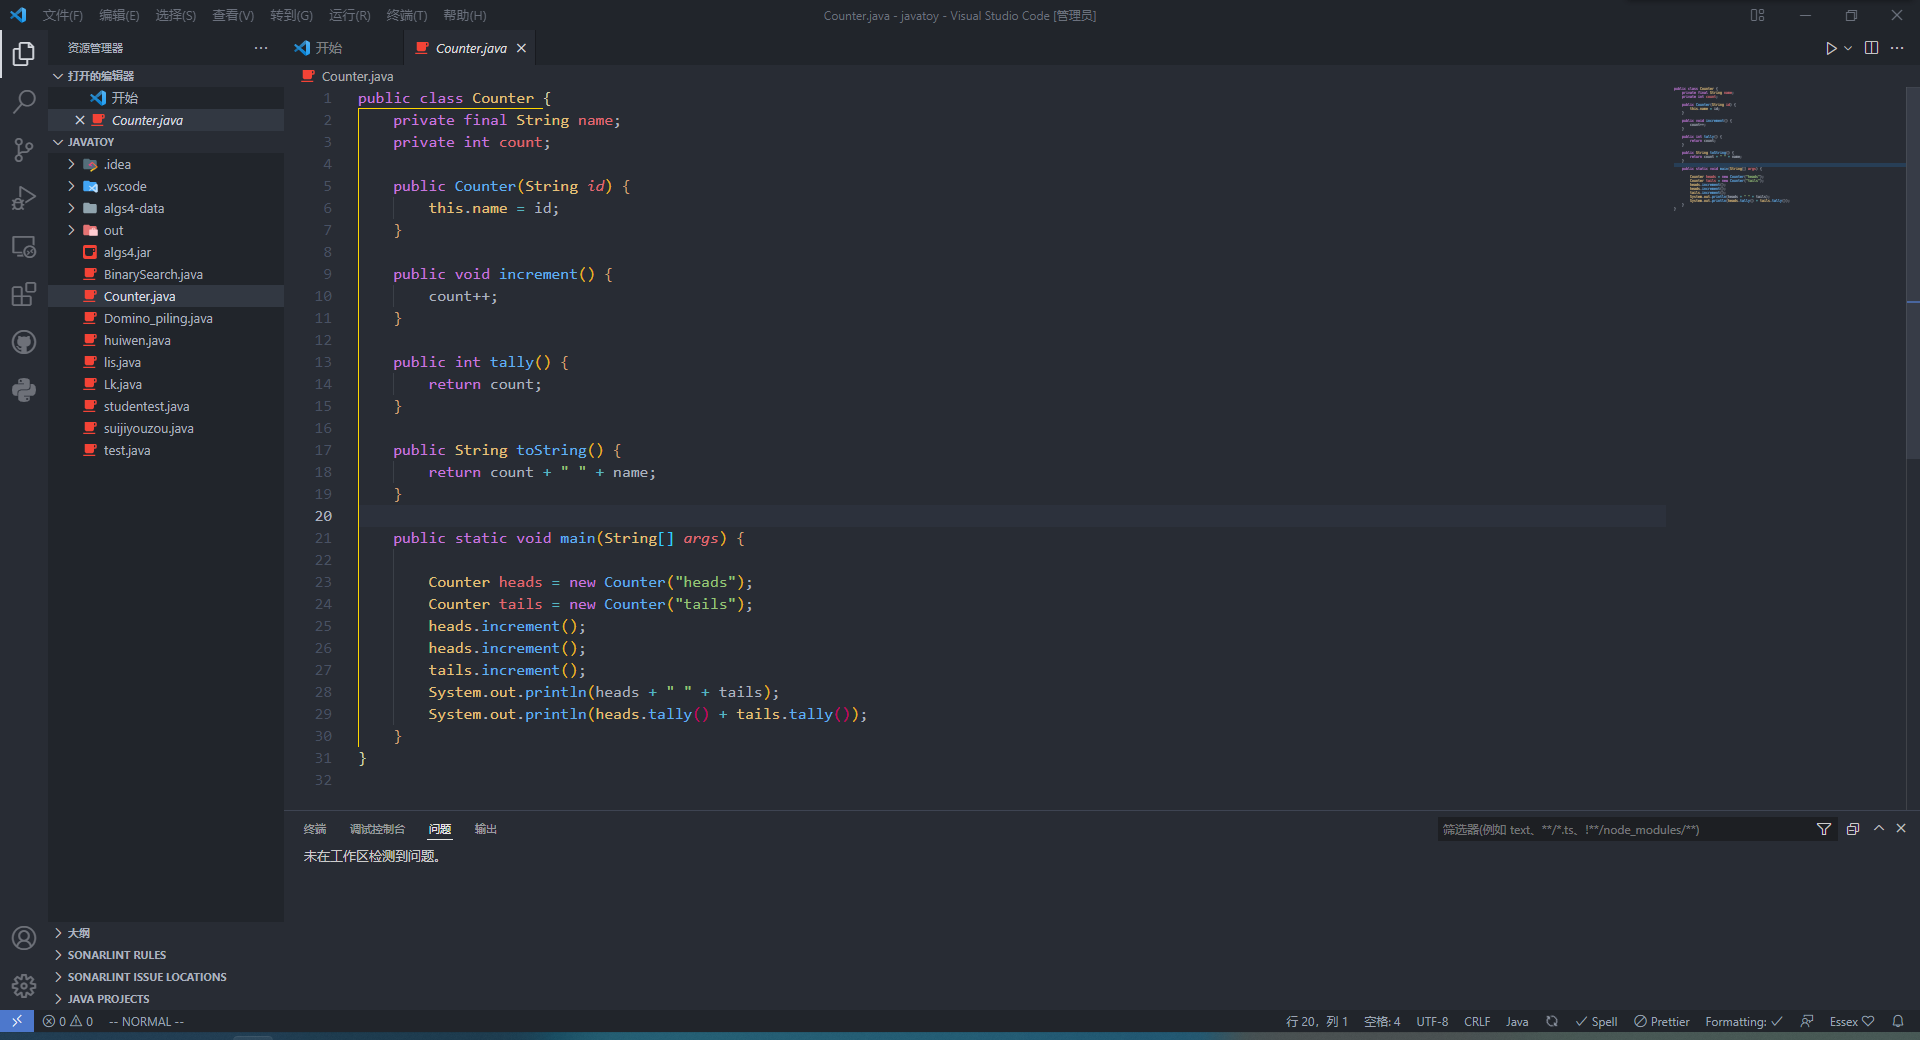 文件(F) 编辑(E) 选择(S) 查看(V) 转到(G) 运行(R) 终端(T) 帮助(H)
Counter.java - javatoy - Visual Studio Code [管理员]
资源管理器
打开的编辑器
开始
Counter.java
JAVATOY
.idea
.vscode
algs4-data
out
algs4.jar
BinarySearch.java
Counter.java
Domino_piling.java
huiwen.java
lis.java
Lk.java
studentest.java
suijiyouzou.java
test.java
大纲
SONARLINT RULES
SONARLINT ISSUE LOCATIONS
JAVA PROJECTS
开始
Counter.java
Counter.java
1 public class Counter {
2 private final String name;
3 private int count;
4
5 public Counter(String id) {
6 this.name = id;
7 }
8
9 public void increment() {
10 count++;
11 }
12
13 public int tally() {
14 return count;
15 }
16
17 public String toString() {
18 return count + " " + name;
19 }
20
21 public static void main(String[] args) {
22
23 Counter heads = new Counter("heads");
24 Counter tails = new Counter("tails");
25 heads.increment();
26 heads.increment();
27 tails.increment();
28 System.out.println(heads + " " + tails);
29 System.out.println(heads.tally() + tails.tally());
30 }
31 }
32
终端 调试控制台 问题 输出
筛选器(例如 text、**/*.ts、!**/node_modules/**)
未在工作区检测到问题。
0 0 -- NORMAL --
行 20，列 1 空格: 4 UTF-8 CRLF Java Spell Prettier Formatting: Essex